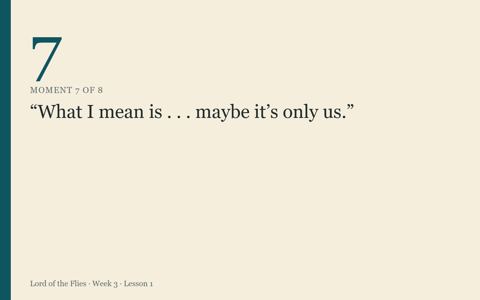 7
MOMENT 7 OF 8
“What I mean is . . . maybe it’s only us.”
Lord of the Flies · Week 3 · Lesson 1